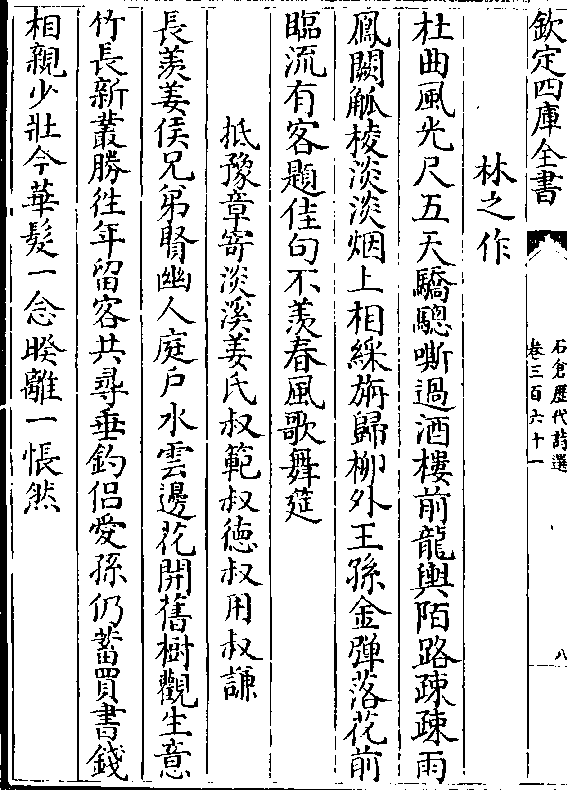 欽定四庫全書
石倉歷代詩選
卷三百六十一
八
林之作
杜曲風光尺五天驕驄嘶過酒樓前龍輿陌路疎疎雨
鳳闕觚棱淡淡烟上相綵旃歸柳外王孫金彈落花前
臨流有客題佳句不羨春風歌舞筵
抵豫章寄淡溪姜氏叔範叔德叔用叔謙
長羨姜侯兄弟賢幽人庭戶水雲邊花開舊樹觀生意
竹長新叢勝徃年留客共尋垂釣侣愛孫仍蓄買書錢
相親少壯今華髮一念暌離一悵然